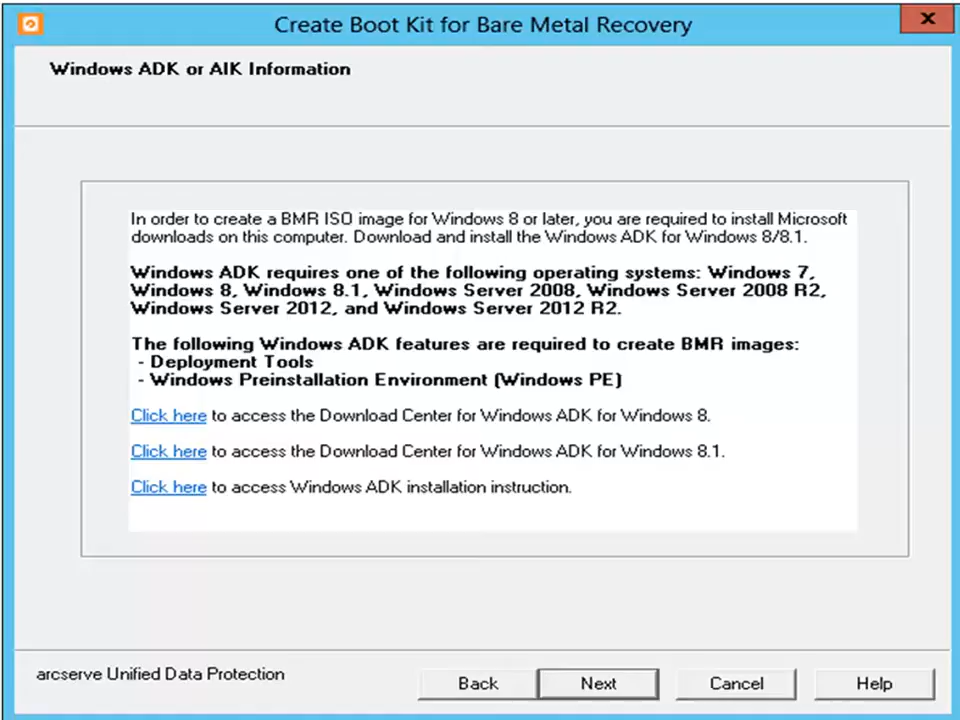 Create Boot Kit for Bare Metal Recovery
Windows ADK or AIK Information
In order to create a BMR ISO image for Windows 8 or later, you are required to install Microsoft
downloads on this computer. Download and install the Windows ADK for Windows 8/8.1.
Windows ADK requires one of the following operating systems: Windows 7,
Windows 8, Windows 8.1, Windows Server 2008, Windows Server 2008 R2,
Windows Server 2012, and Windows Server 2012 R2.
The following Windows ADK features are required to create BMR images:
- Deployment Tools
- Windows Preinstallation Environment (Windows PE)
Click here to access the Download Center for Windows ADK for Windows 8.
Click here to access the Download Center for Windows ADK for Windows 8.1.
Click here to access Windows ADK installation instruction.
arcserve Unified Data Protection
Back Next Cancel Help